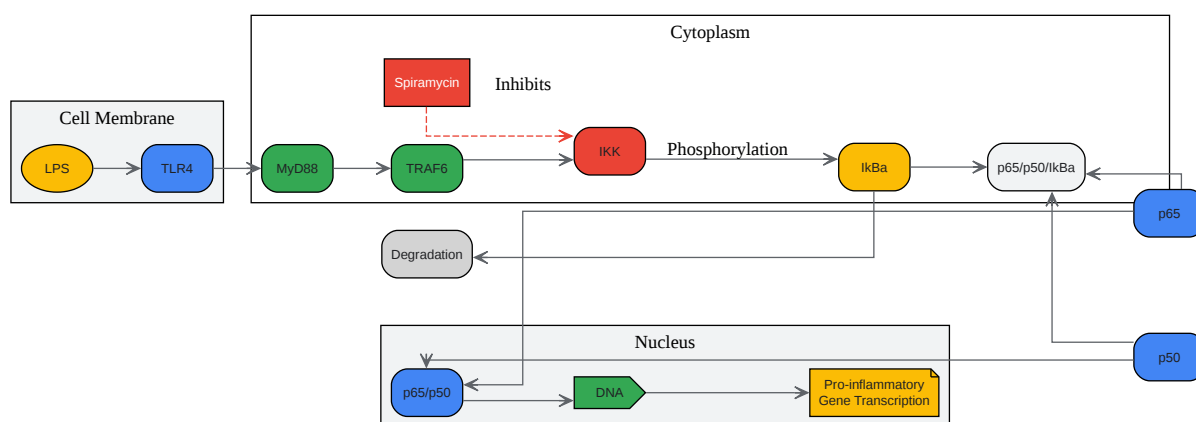 Cytoplasm
Spiramycin
Inhibits
Cell Membrane
LPS
TLR4
MyD88
TRAF6
IKK
Phosphorylation
IkBa
p65/p50/IkBa
p65
Degradation
Nucleus
p50
p65/p50
DNA
Pro-inflammatory
Gene Transcription